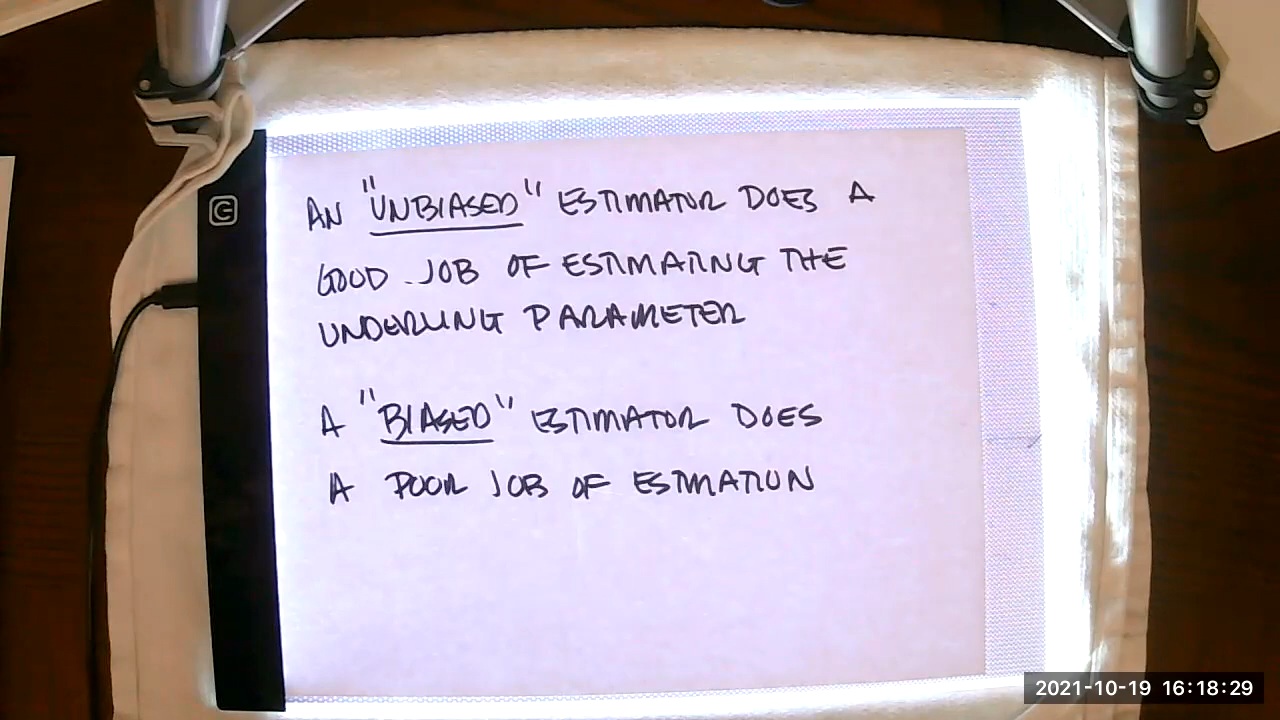 AN "UNBIASED" ESTIMATOR DOES A
GOOD JOB OF ESTIMATING THE
UNDERLING PARAMETER
A "BIASED" ESTIMATOR DOES
A POOR JOB OF ESTIMATION
2021-10-19 16:18:29